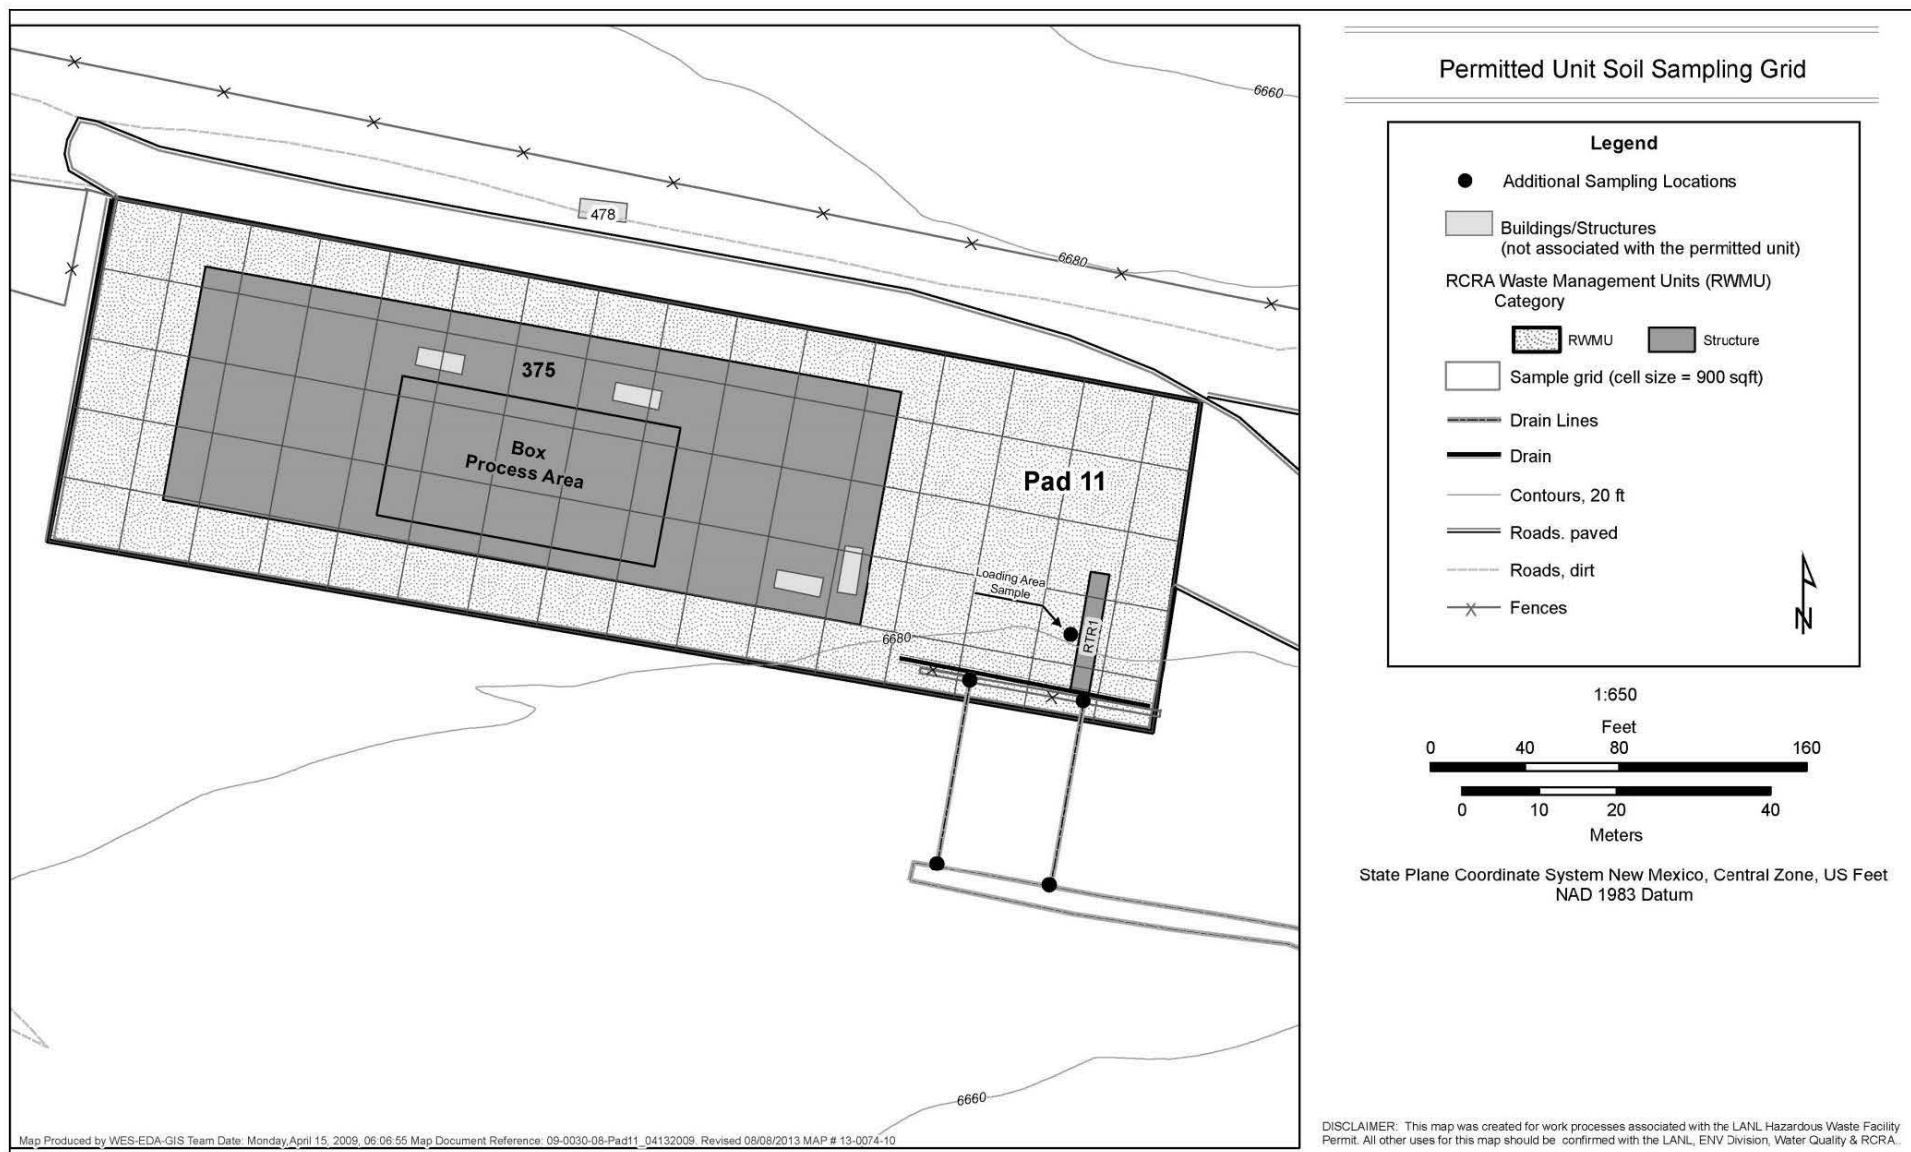 Permitted Unit Soil Sampling Grid
Legend
Additional Sampling Locations
Buildings/Structures
(not associated with the permitted unit)
RCRA Waste Management Units (RWMU)
Category
RWMU
Structure
Sample grid (cell size = 900 sqft)
Drain Lines
Drain
Contours, 20 ft
Roads. paved
Roads, dirt
Fences
N
1:650
Feet
0 40 80 160
0 10 20 40
Meters
State Plane Coordinate System New Mexico, Central Zone, US Feet
NAD 1983 Datum
6660
478
6680
375
Box
Process Area
Pad 11
Loading Area
Sample
RTR1
6680
6660
Map Produced by WES-EDA-GIS Team Date: Monday,April 15, 2009, 06:06:55 Map Document Reference: 09-0030-08-Pad11_04132009. Revised 08/08/2013 MAP # 13-0074-10
DISCLAIMER: This map was created for work processes associated with the LANL Hazardous Waste Facility
Permit. All other uses for this map should be confirmed with the LANL, ENV Division, Water Quality & RCRA..